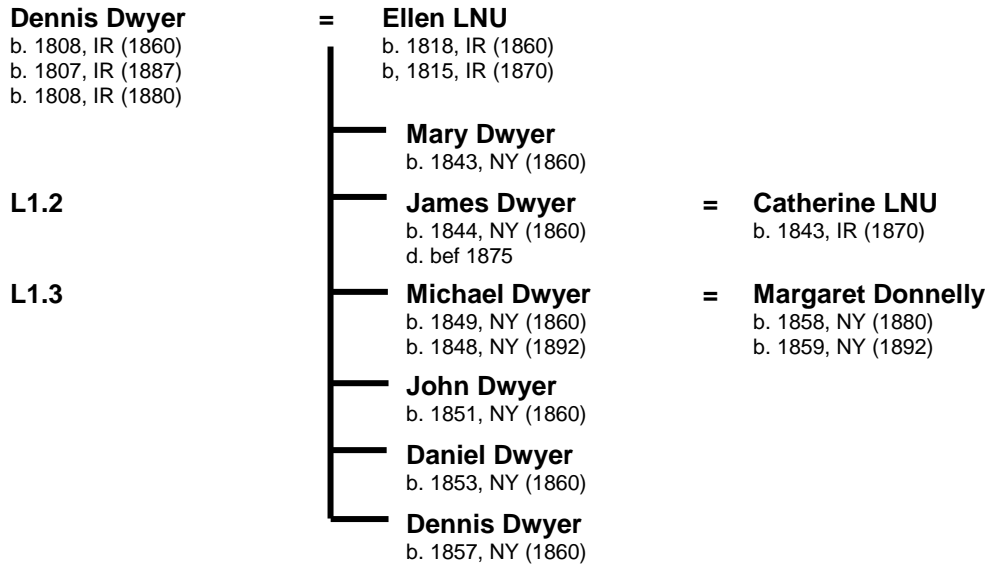 Dennis Dwyer = Ellen LNU
b. 1808, IR (1860) b. 1818, IR (1860)
b. 1807, IR (1887) b, 1815, IR (1870)
b. 1808, IR (1880)
Mary Dwyer
b. 1843, NY (1860)
L1.2 James Dwyer = Catherine LNU
b. 1844, NY (1860) b. 1843, IR (1870)
d. bef 1875
L1.3 Michael Dwyer = Margaret Donnelly
b. 1849, NY (1860) b. 1858, NY (1880)
b. 1848, NY (1892) b. 1859, NY (1892)
John Dwyer
b. 1851, NY (1860)
Daniel Dwyer
b. 1853, NY (1860)
Dennis Dwyer
b. 1857, NY (1860)